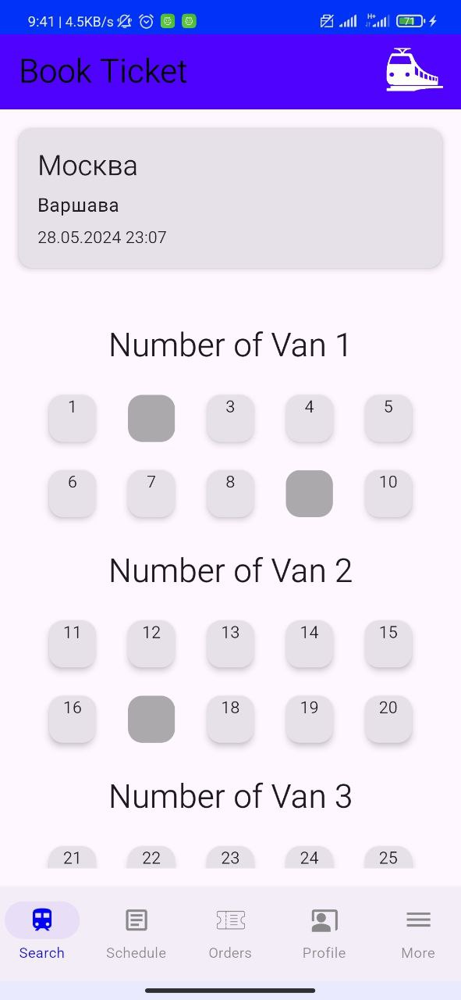 9:41 | 4.5KB/s H+ 71
Book Ticket
Москва
Варшава
28.05.2024 23:07
Number of Van 1
1 3 4 5
6 7 8 10
Number of Van 2
11 12 13 14 15
16 18 19 20
Number of Van 3
21 22 23 24 25
Search Schedule Orders Profile More